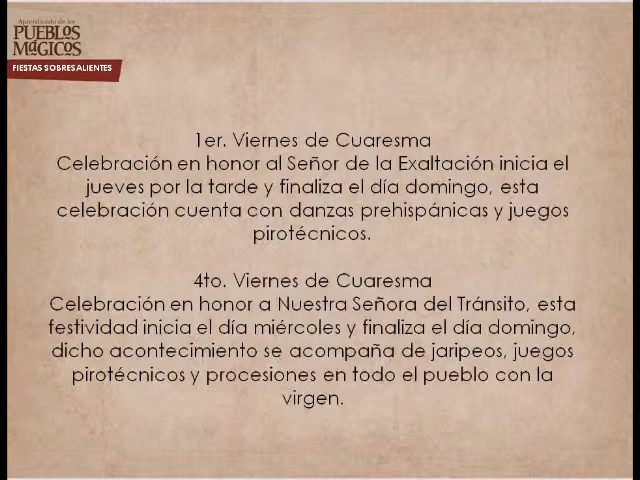 Aprendiendo de los
PUEBLOS
MáGICOS
FIESTAS SOBRESALIENTES
1er. Viernes de Cuaresma
Celebración en honor al Señor de la Exaltación inicia el
jueves por la tarde y finaliza el día domingo, esta
celebración cuenta con danzas prehispánicas y juegos
pirotécnicos.
4to. Viernes de Cuaresma
Celebración en honor a Nuestra Señora del Tránsito, esta
festividad inicia el día miércoles y finaliza el día domingo,
dicho acontecimiento se acompaña de jaripeos, juegos
pirotécnicos y procesiones en todo el pueblo con la
virgen.